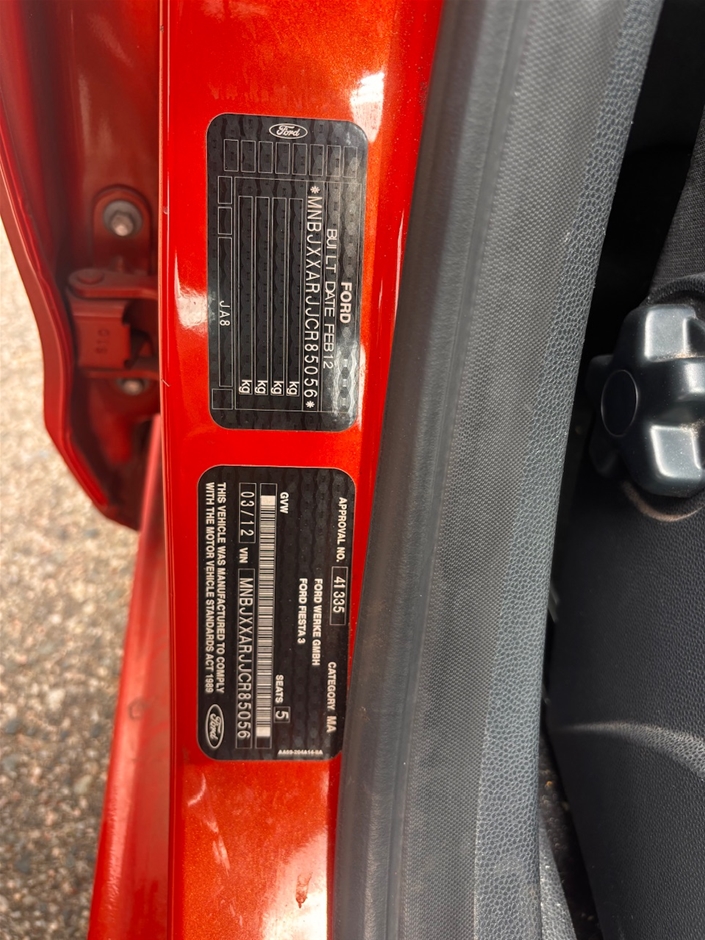 Ford
FORD
BUILT DATE FEB12
*MNBJXXARJJCR85056*
kg
kg
kg
kg
JA8
APPROVAL NO. 41335 CATEGORY MA
FORD WERKE GMBH
FORD FIESTA 3
GVW SEATS 5
03/12 VIN MNBJXXARJJCR85056
THIS VEHICLE WAS MANUFACTURED TO COMPLY
WITH THE MOTOR VEHICLE STANDARDS ACT 1989
Ford